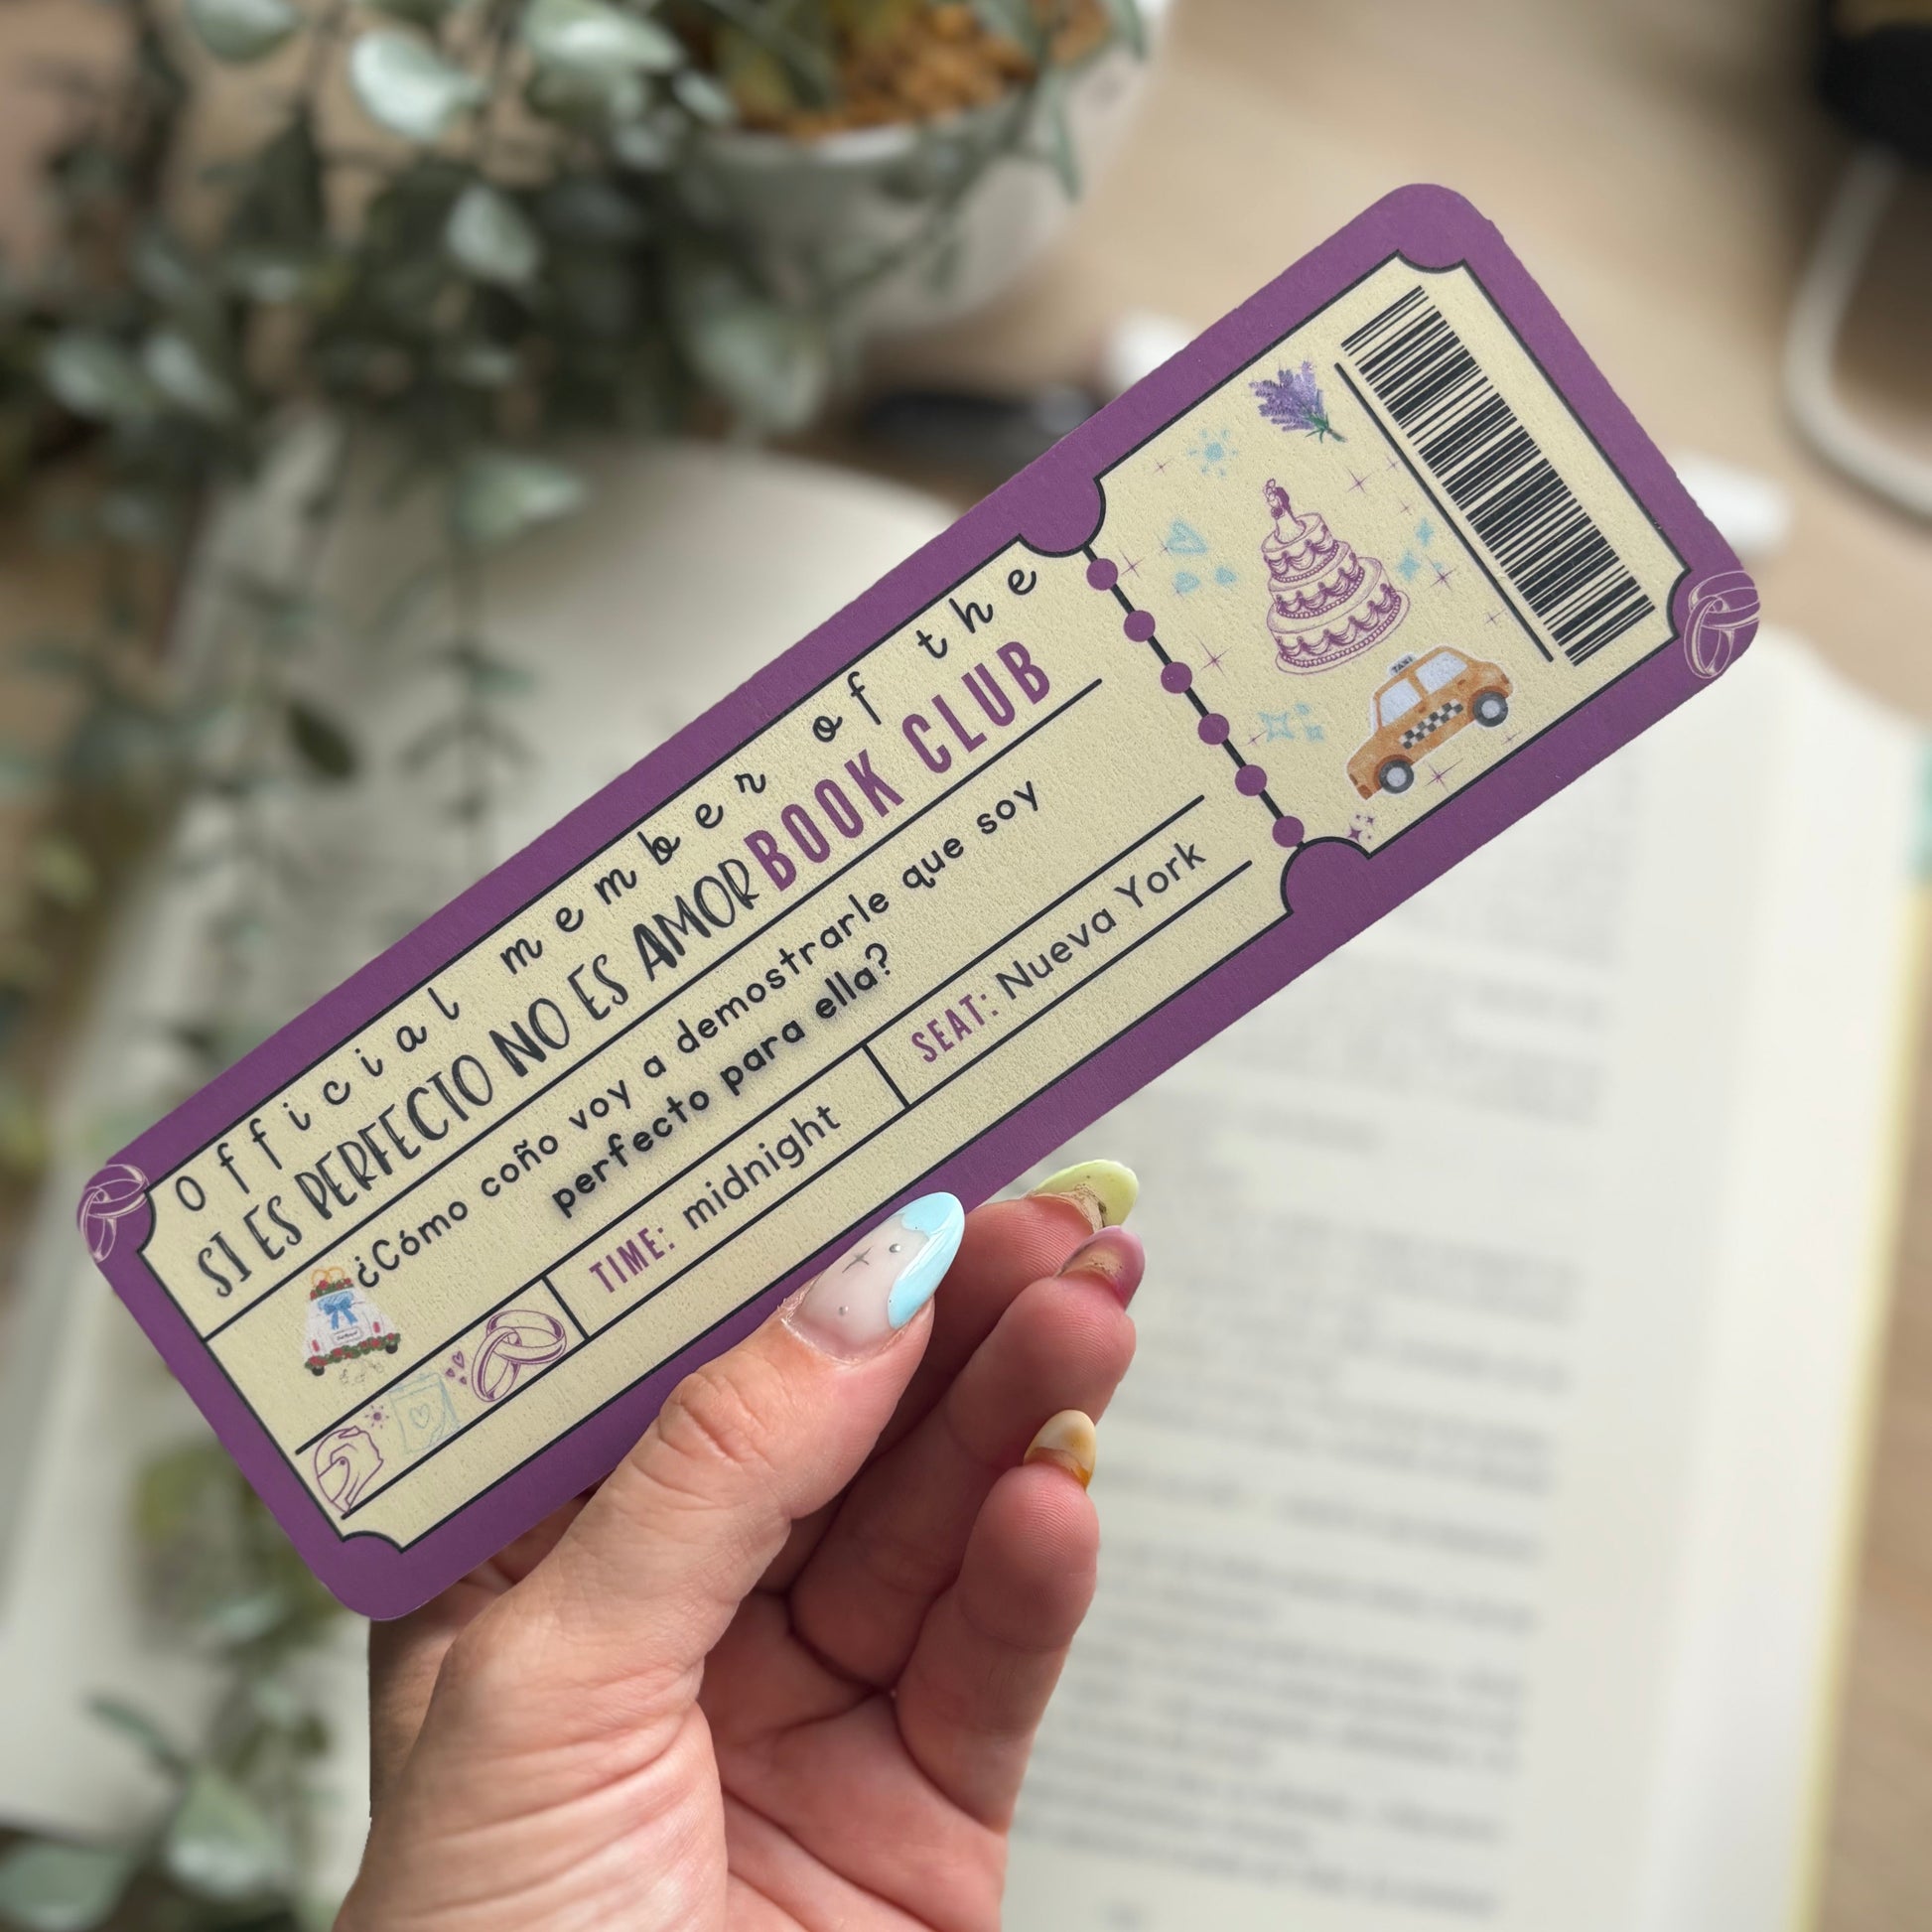 official member of the
SI ES PERFECTO NO ES AMOR BOOK CLUB
¿Cómo coño voy a demostrarle que soy
perfecto para ella?
TIME: midnight
SEAT: Nueva York
TAXI